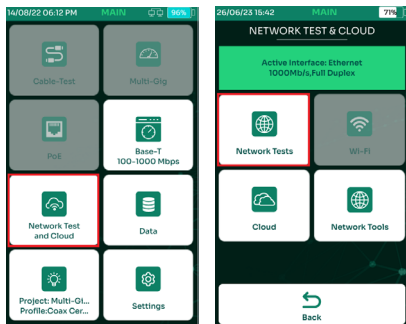 14/08/22 06:12 PM MAIN 96%
Cable-Test
Multi-Gig
PoE
Base-T
100-1000 Mbps
Network Test
and Cloud
Data
Project: Multi-Gi...
Profile:Coax Cer...
Settings
26/06/23 15:42 MAIN 71%
NETWORK TEST & CLOUD
Active Interface: Ethernet
1000Mb/s,Full Duplex
Network Tests
Wi-Fi
Cloud
Network Tools
Back